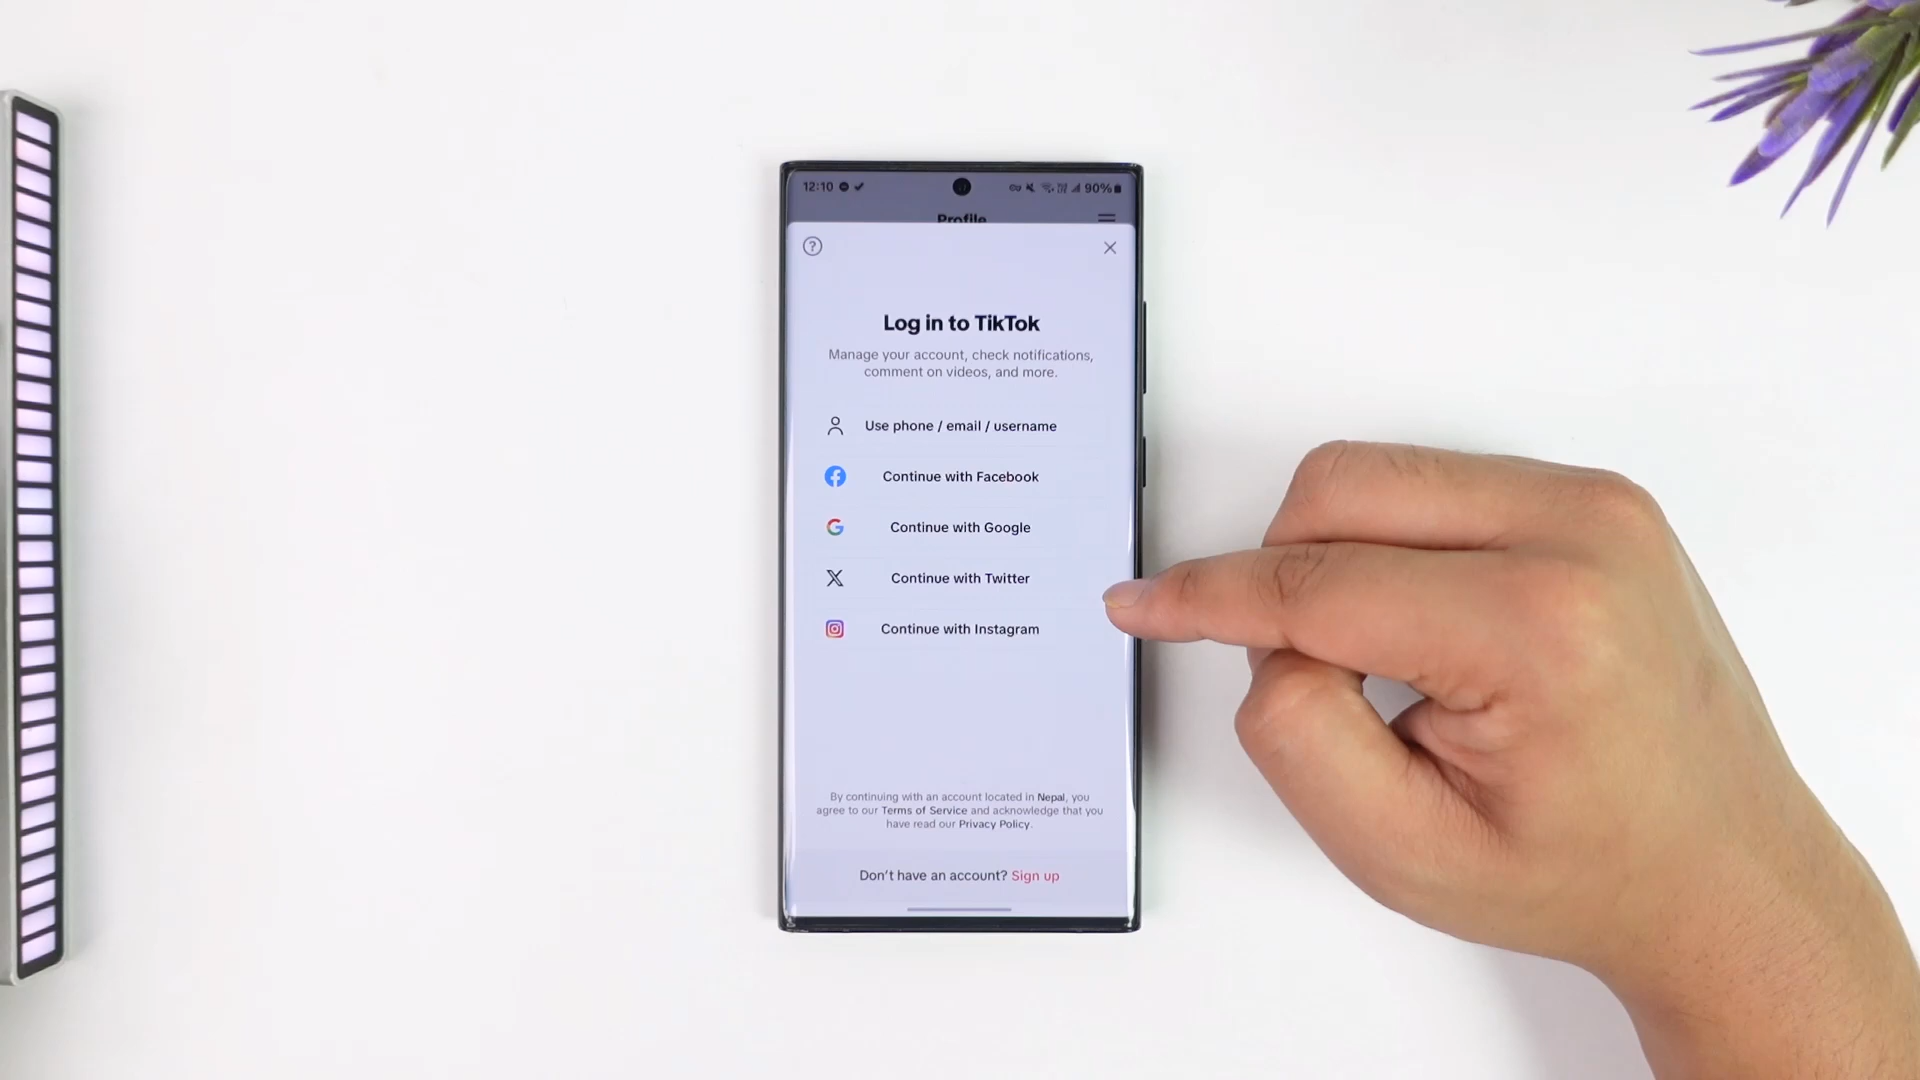 12:10
90%
Profile
Log in to TikTok
Manage your account, check notifications,
comment on videos, and more.
Use phone / email / username
Continue with Facebook
Continue with Google
Continue with Twitter
Continue with Instagram
By continuing with an account located in Nepal, you
agree to our Terms of Service and acknowledge that you
have read our Privacy Policy.
Don't have an account? Sign up